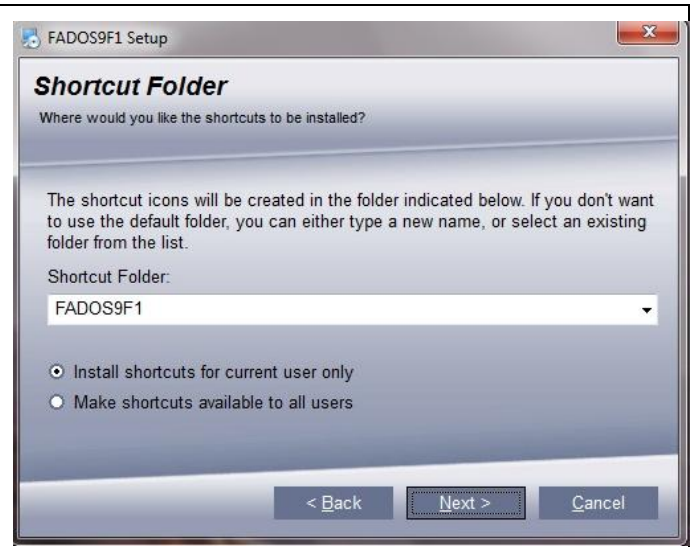 FADOS9F1 Setup
Shortcut Folder
Where would you like the shortcuts to be installed?
The shortcut icons will be created in the folder indicated below. If you don't want
to use the default folder, you can either type a new name, or select an existing
folder from the list.
Shortcut Folder:
FADOS9F1
Install shortcuts for current user only
Make shortcuts available to all users
< Back Next > Cancel